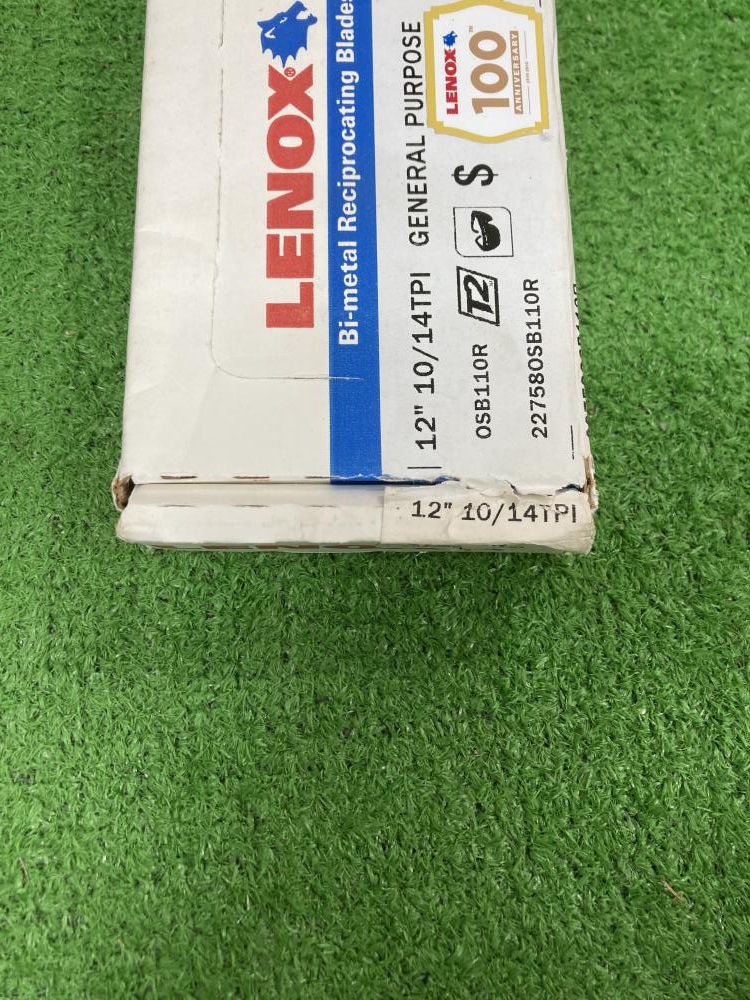 LENOX
Bi-metal Reciprocating Blades
12" 10/14TPI GENERAL PURPOSE
OSB110R T2 $
22758OSB110R
LENOX
100
ANNIVERSARY
12" 10/14TPI